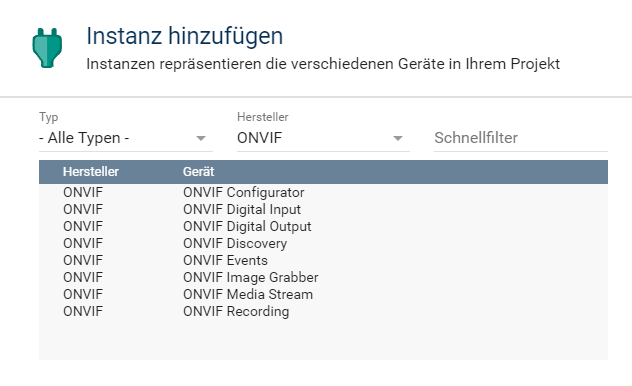 Instanz hinzufügen
Instanzen repräsentieren die verschiedenen Geräte in Ihrem Projekt
Typ Hersteller
- Alle Typen - ONVIF Schnellfilter
Hersteller Gerät
ONVIF ONVIF Configurator
ONVIF ONVIF Digital Input
ONVIF ONVIF Digital Output
ONVIF ONVIF Discovery
ONVIF ONVIF Events
ONVIF ONVIF Image Grabber
ONVIF ONVIF Media Stream
ONVIF ONVIF Recording